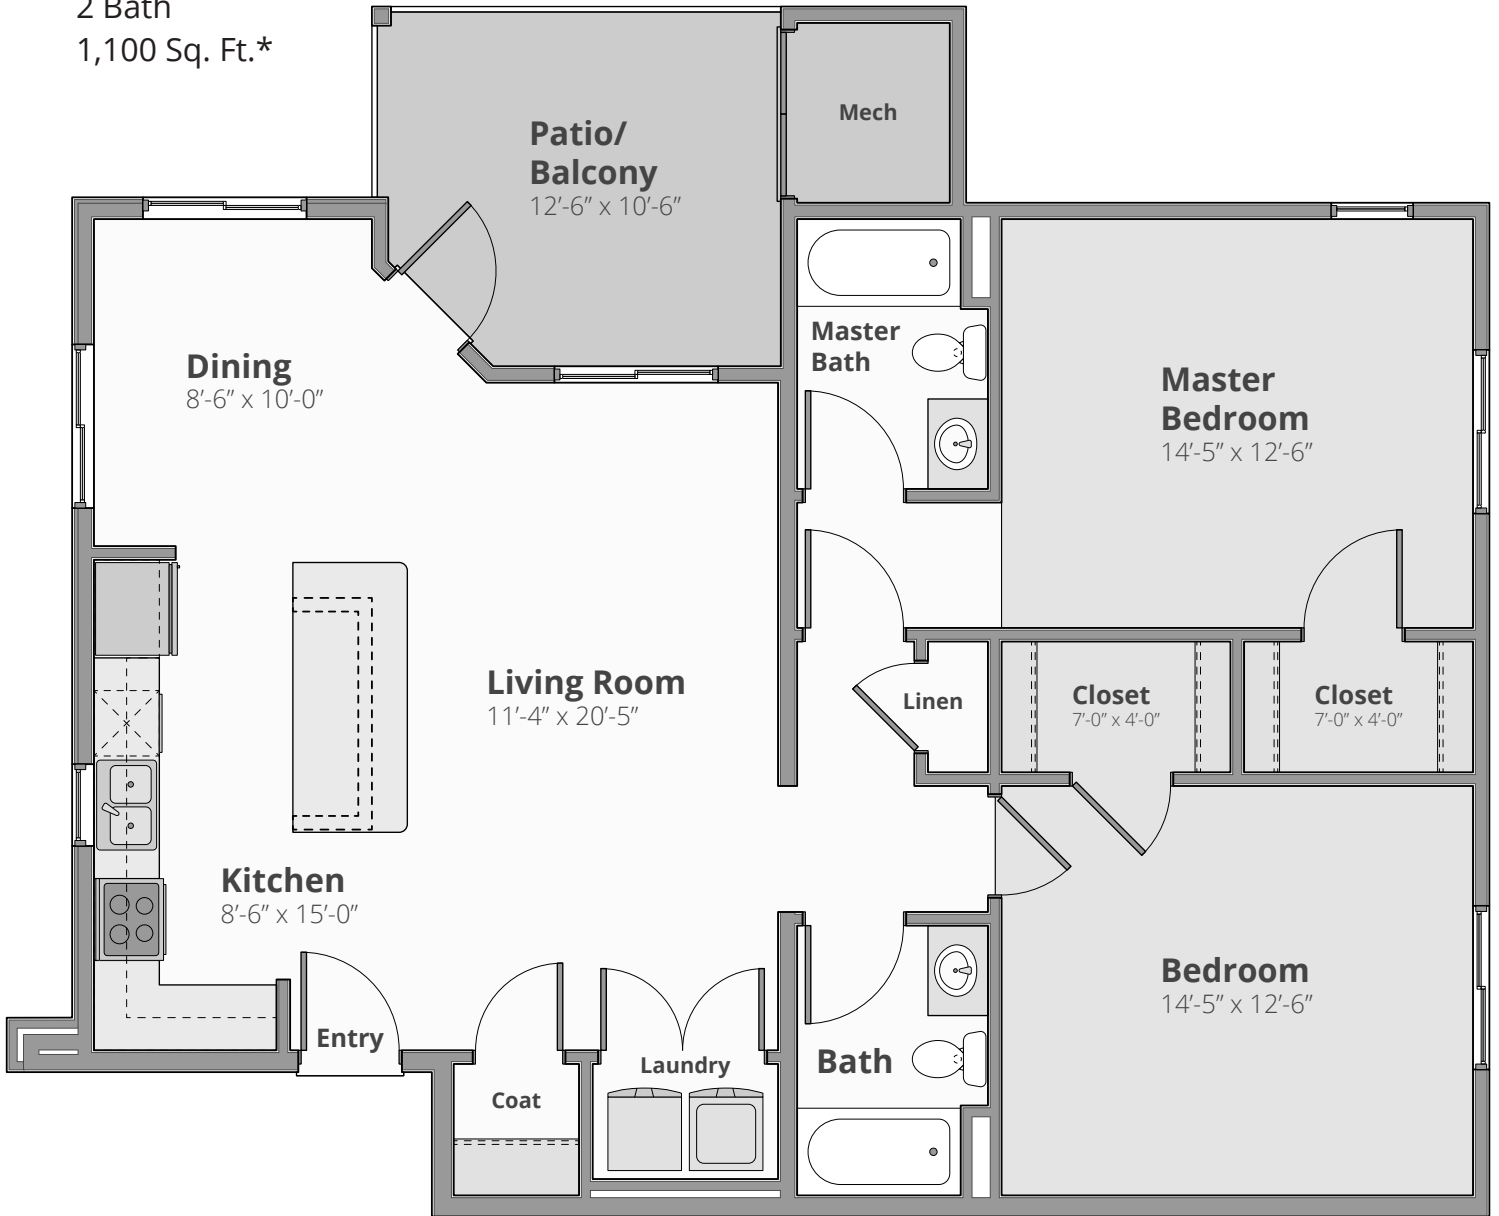 2 Bath
1,100 Sq. Ft.*
Patio/
Balcony
12’-6” x 10’-6”
Mech
Dining
8’-6” x 10’-0”
Master
Bath
Master
Bedroom
14’-5” x 12’-6”
Living Room
11’-4” x 20’-5”
Linen
Closet
7’-0” x 4’-0”
Closet
7’-0” x 4’-0”
Kitchen
8’-6” x 15’-0”
Entry
Coat
Laundry
Bath
Bedroom
14’-5” x 12’-6”